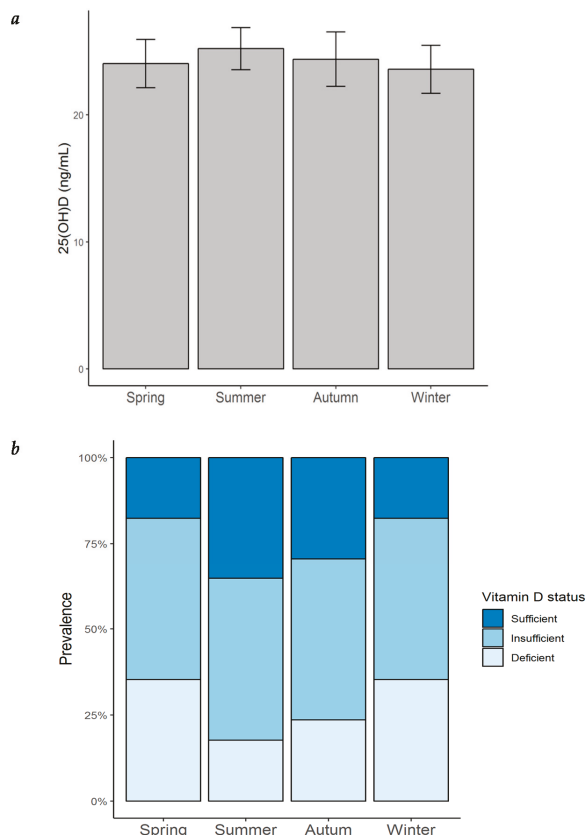 a
25(OH)D (ng/mL)
20
10
0
Spring Summer Autumn Winter
b
Prevalence
100%
75%
50%
25%
0%
Spring Summer Autum Winter
Vitamin D status
Sufficient
Insufficient
Deficient